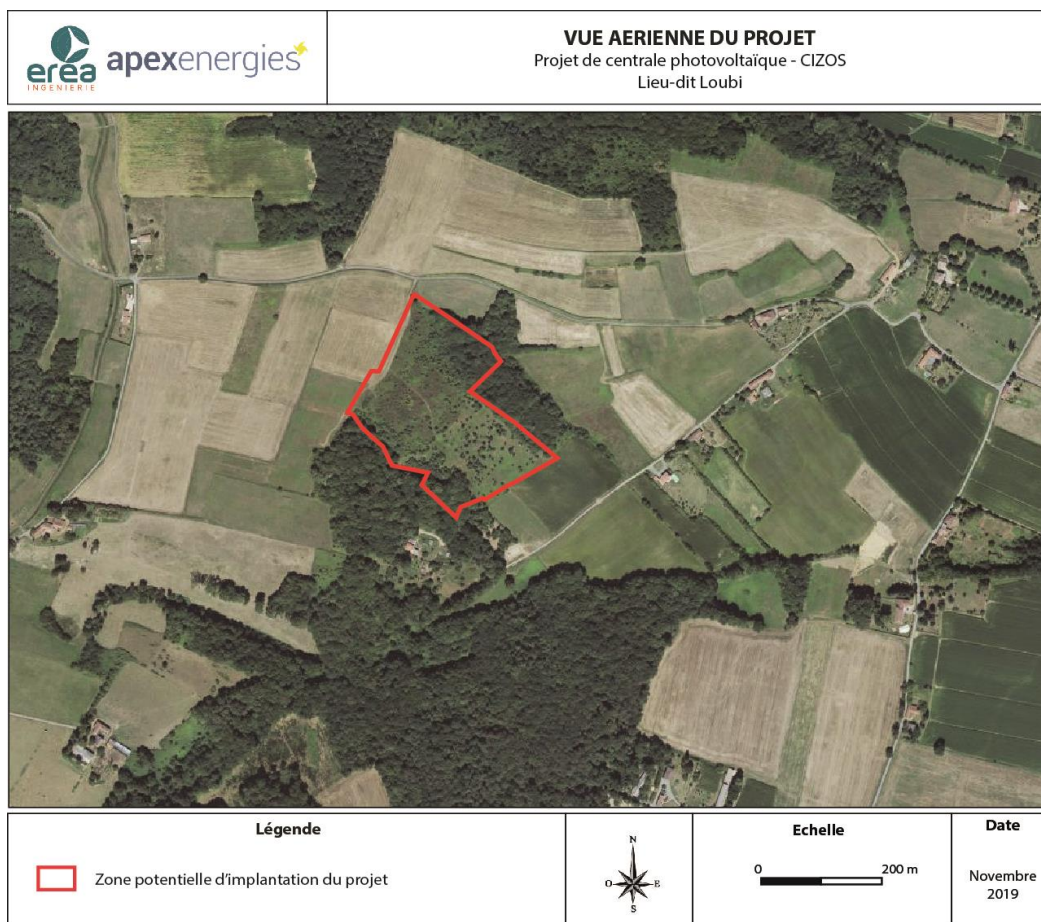 erea
INGENIERIE
apexenergies
VUE AERIENNE DU PROJET
Projet de centrale photovoltaïque - CIZOS
Lieu-dit Loubi
Légende
Zone potentielle d'implantation du projet
N
O
E
S
Echelle
0
200 m
Date
Novembre
2019